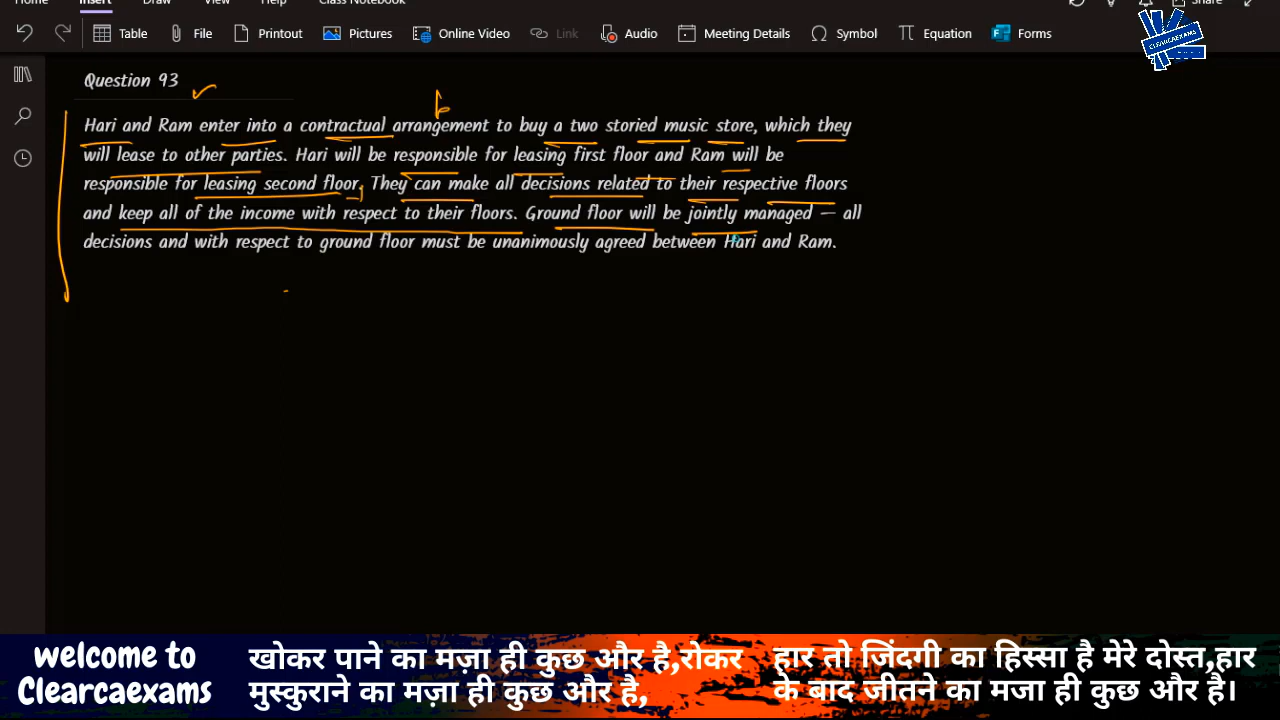 Home Insert Draw View Help Class Notebook Share
Table File Printout Pictures Online Video Link Audio Meeting Details Symbol Equation Forms
CLEARCAEXAMS
Question 93
Hari and Ram enter into a contractual arrangement to buy a two storied music store, which they
will lease to other parties. Hari will be responsible for leasing first floor and Ram will be
responsible for leasing second floor. They can make all decisions related to their respective floors
and keep all of the income with respect to their floors. Ground floor will be jointly managed – all
decisions and with respect to ground floor must be unanimously agreed between Hari and Ram.
welcome to
Clearcaexams
खोकर पाने का मज़ा ही कुछ और है,रोकर
मुस्कुराने का मज़ा ही कुछ और है,
हार तो जिंदगी का हिस्सा है मेरे दोस्त,हार
के बाद जीतने का मजा ही कुछ और है।